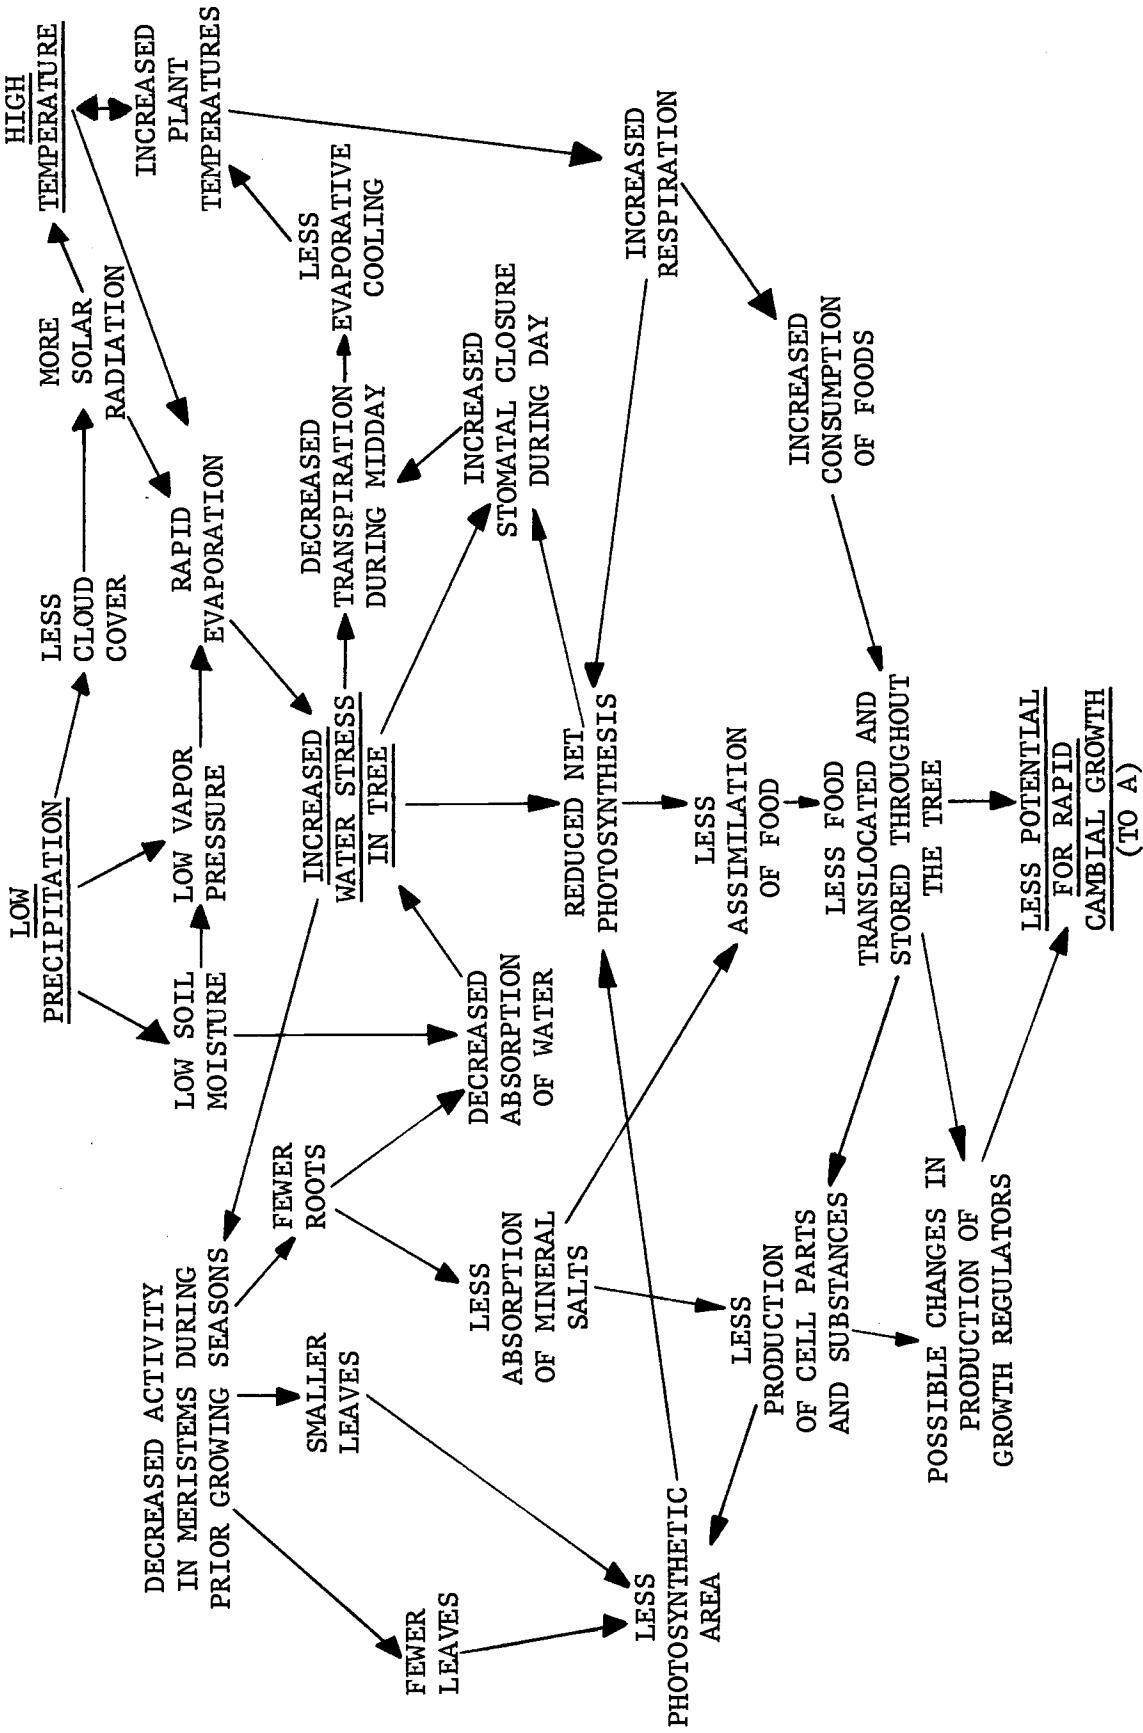 LOW
PRECIPITATION
HIGH
TEMPERATURE
LESS
CLOUD
COVER
MORE
SOLAR
RADIATION
INCREASED
PLANT
TEMPERATURES
DECREASED ACTIVITY
IN MERISTEMS DURING
PRIOR GROWING SEASONS
LOW SOIL
MOISTURE
LOW VAPOR
PRESSURE
RAPID
EVAPORATION
FEWER
ROOTS
SMALLER
LEAVES
INCREASED
WATER STRESS
IN TREE
DECREASED
TRANSPIRATION
DURING MIDDAY
LESS
EVAPORATIVE
COOLING
FEWER
LEAVES
LESS
ABSORPTION
OF MINERAL
SALTS
DECREASED
ABSORPTION
OF WATER
INCREASED
STOMATAL CLOSURE
DURING DAY
LESS
PHOTOSYNTHETIC
AREA
REDUCED NET
PHOTOSYNTHESIS
INCREASED
RESPIRATION
LESS
PRODUCTION
OF CELL PARTS
AND SUBSTANCES
LESS
ASSIMILATION
OF FOOD
INCREASED
CONSUMPTION
OF FOODS
LESS FOOD
TRANSLOCATED AND
STORED THROUGHOUT
THE TREE
POSSIBLE CHANGES IN
PRODUCTION OF
GROWTH REGULATORS
LESS POTENTIAL
FOR RAPID
CAMBIAL GROWTH
(TO A)